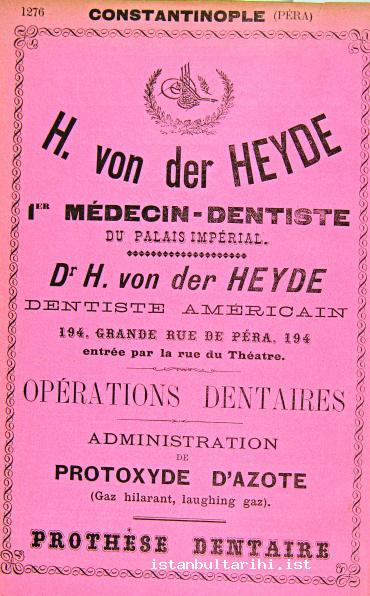 1276 CONSTANTINOPLE (PÉRA)
H. von der HEYDE
1ER MÉDECIN-DENTISTE
DU PALAIS IMPÉRIAL.
Dr H. von der HEYDE
DENTISTE AMÉRICAIN
194, GRANDE RUE DE PÉRA, 194
entrée par la rue du Théatre.
OPÉRATIONS DENTAIRES
ADMINISTRATION
DE
PROTOXYDE D'AZOTE
(Gaz hilarant, laughing gaz).
PROTHÈSE DENTAIRE
istanbultarihi.ist